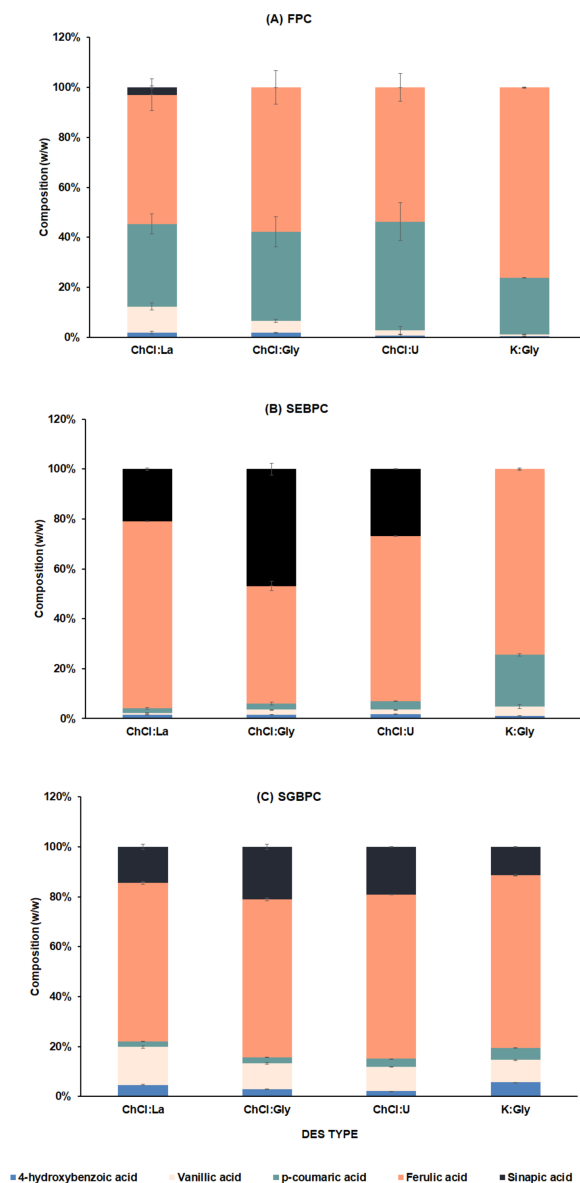 (A) FPC
120%
100%
80%
60%
40%
20%
0%
Composition (w/w)
ChCl:La ChCl:Gly ChCl:U K:Gly
(B) SEBPC
120%
100%
80%
60%
40%
20%
0%
Composition (w/w)
ChCl:La ChCl:Gly ChCl:U K:Gly
(C) SGBPC
120%
100%
80%
60%
40%
20%
0%
Composition (w/w)
ChCl:La ChCl:Gly ChCl:U K:Gly
DES TYPE
4-hydroxybenzoic acid Vanillic acid p-coumaric acid Ferulic acid Sinapic acid